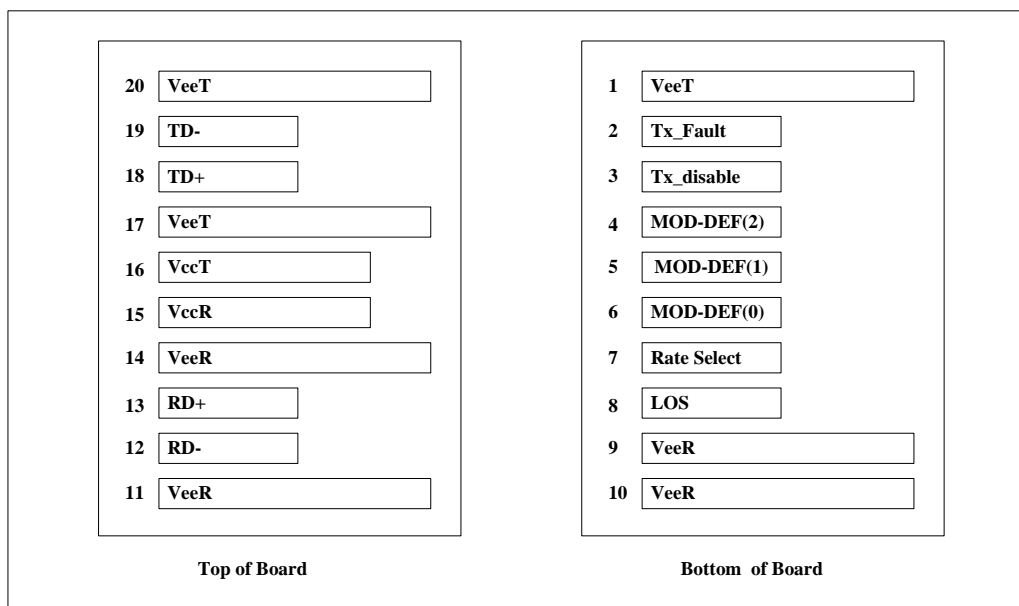 20 VeeT
19 TD-
18 TD+
17 VeeT
16 VccT
15 VccR
14 VeeR
13 RD+
12 RD-
11 VeeR
Top of Board
1 VeeT
2 Tx_Fault
3 Tx_disable
4 MOD-DEF(2)
5 MOD-DEF(1)
6 MOD-DEF(0)
7 Rate Select
8 LOS
9 VeeR
10 VeeR
Bottom of Board